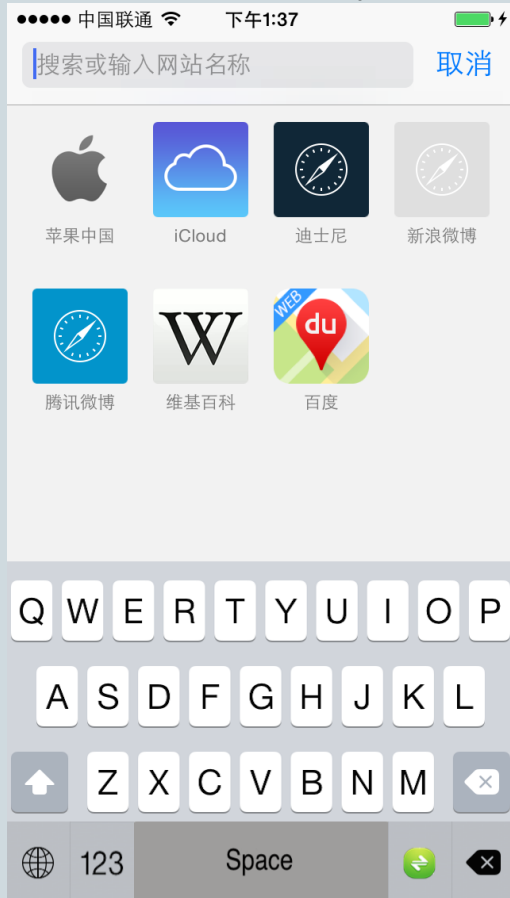 中国联通 下午1:37
搜索或输入网站名称 取消
苹果中国 iCloud 迪士尼 新浪微博
WEB du
W
腾讯微博 维基百科 百度
Q W E R T Y U I O P
A S D F G H J K L
Z X C V B N M
123 Space